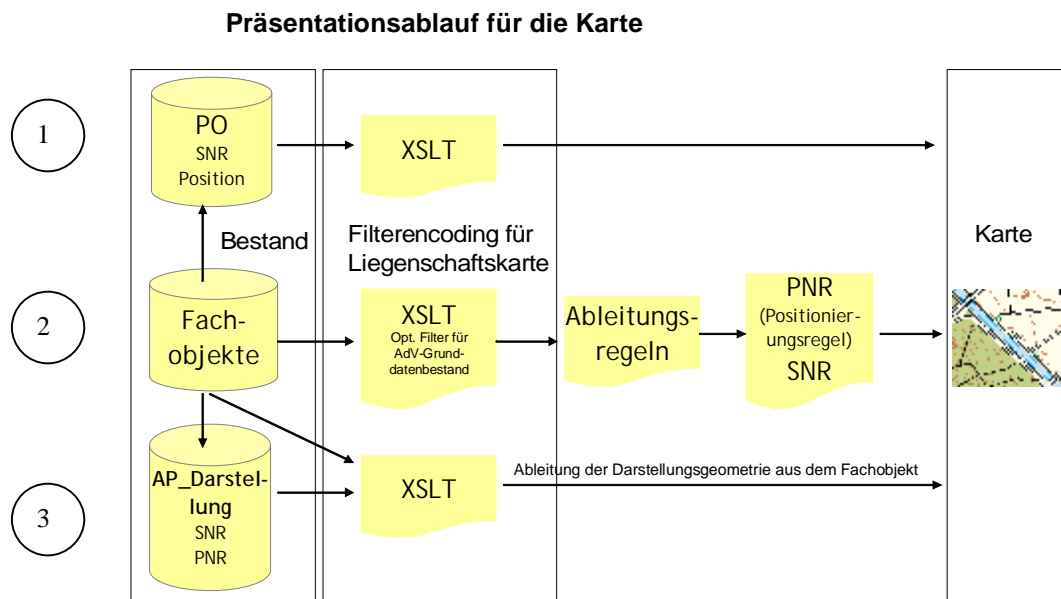 Präsentationsablauf für die Karte
1
PO
SNR
Position
XSLT
Bestand
Filterencoding für
Liegenschaftskarte
Karte
2
Fach-
objekte
XSLT
Opt. Filter für
AdV-Grund-
datenbestand
Ableitungs-
regeln
PNR
(Positionier-
ungsregel)
SNR
3
AP_Darstel-
lung
SNR
PNR
XSLT
Ableitung der Darstellungsgeometrie aus dem Fachobjekt